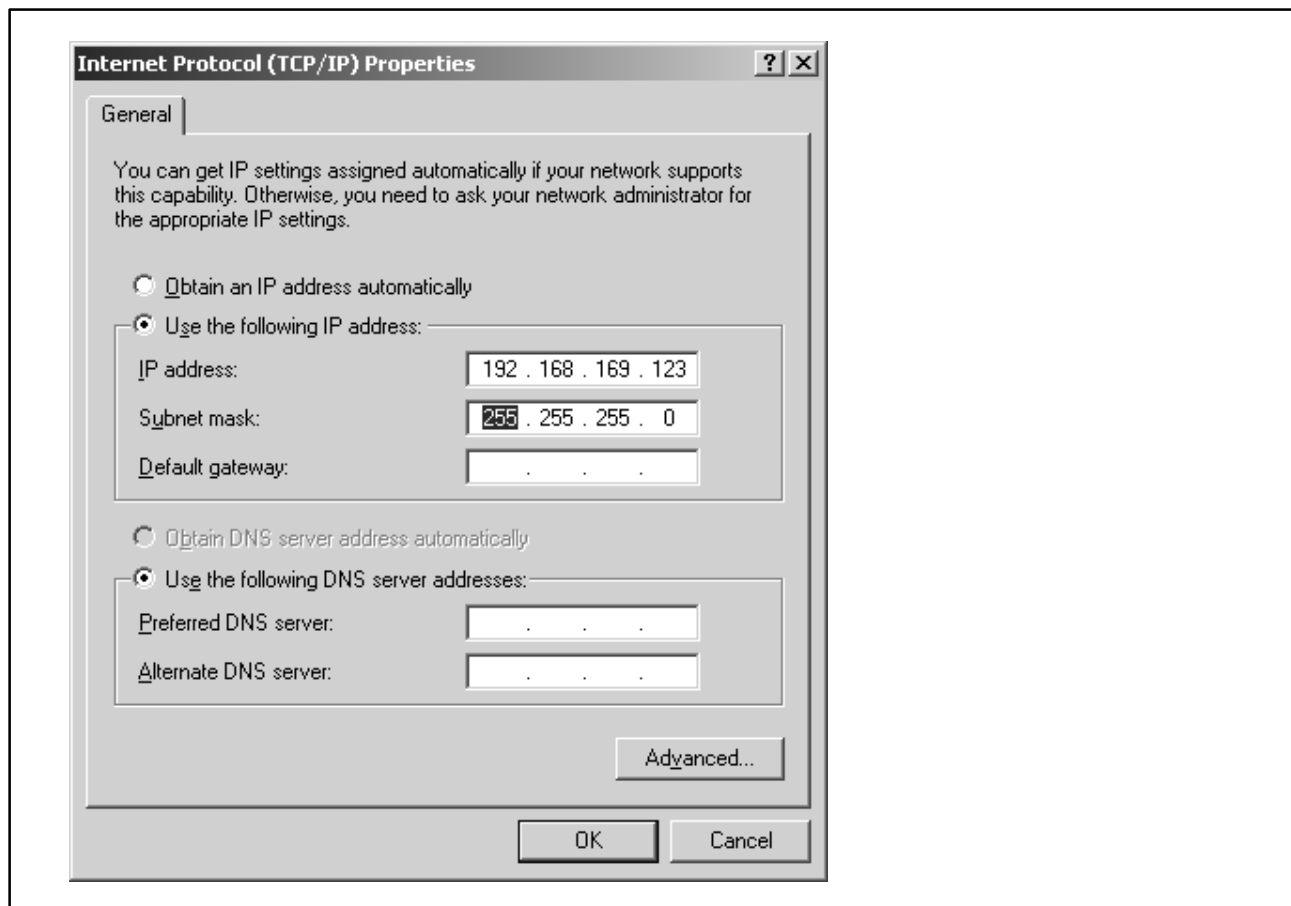 Internet Protocol (TCP/IP) Properties
General
You can get IP settings assigned automatically if your network supports
this capability. Otherwise, you need to ask your network administrator for
the appropriate IP settings.
Obtain an IP address automatically
Use the following IP address:
IP address: 192 . 168 . 169 . 123
Subnet mask: 255 . 255 . 255 . 0
Default gateway: . . .
Obtain DNS server address automatically
Use the following DNS server addresses:
Preferred DNS server: . . .
Alternate DNS server: . . .
Advanced...
OK Cancel